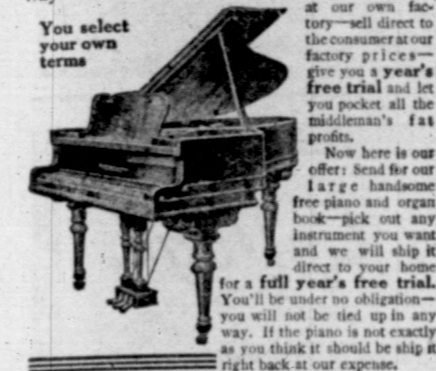 You select
your own
terms
at our own fac-
tory—sell direct to
the consumer at our
factory prices—
give you a year's
free trial and let
you pocket all the
middleman's fat
profits.
Now here is our
offer: Send for our
large handsome
free piano and organ
book—pick out any
instrument you want
and we will ship it
direct to your home
for a full year's free trial.
You'll be under no obligation—
you will not be tied up in any
way. If the piano is not exactly
as you think it should be ship it
right back at our expense.